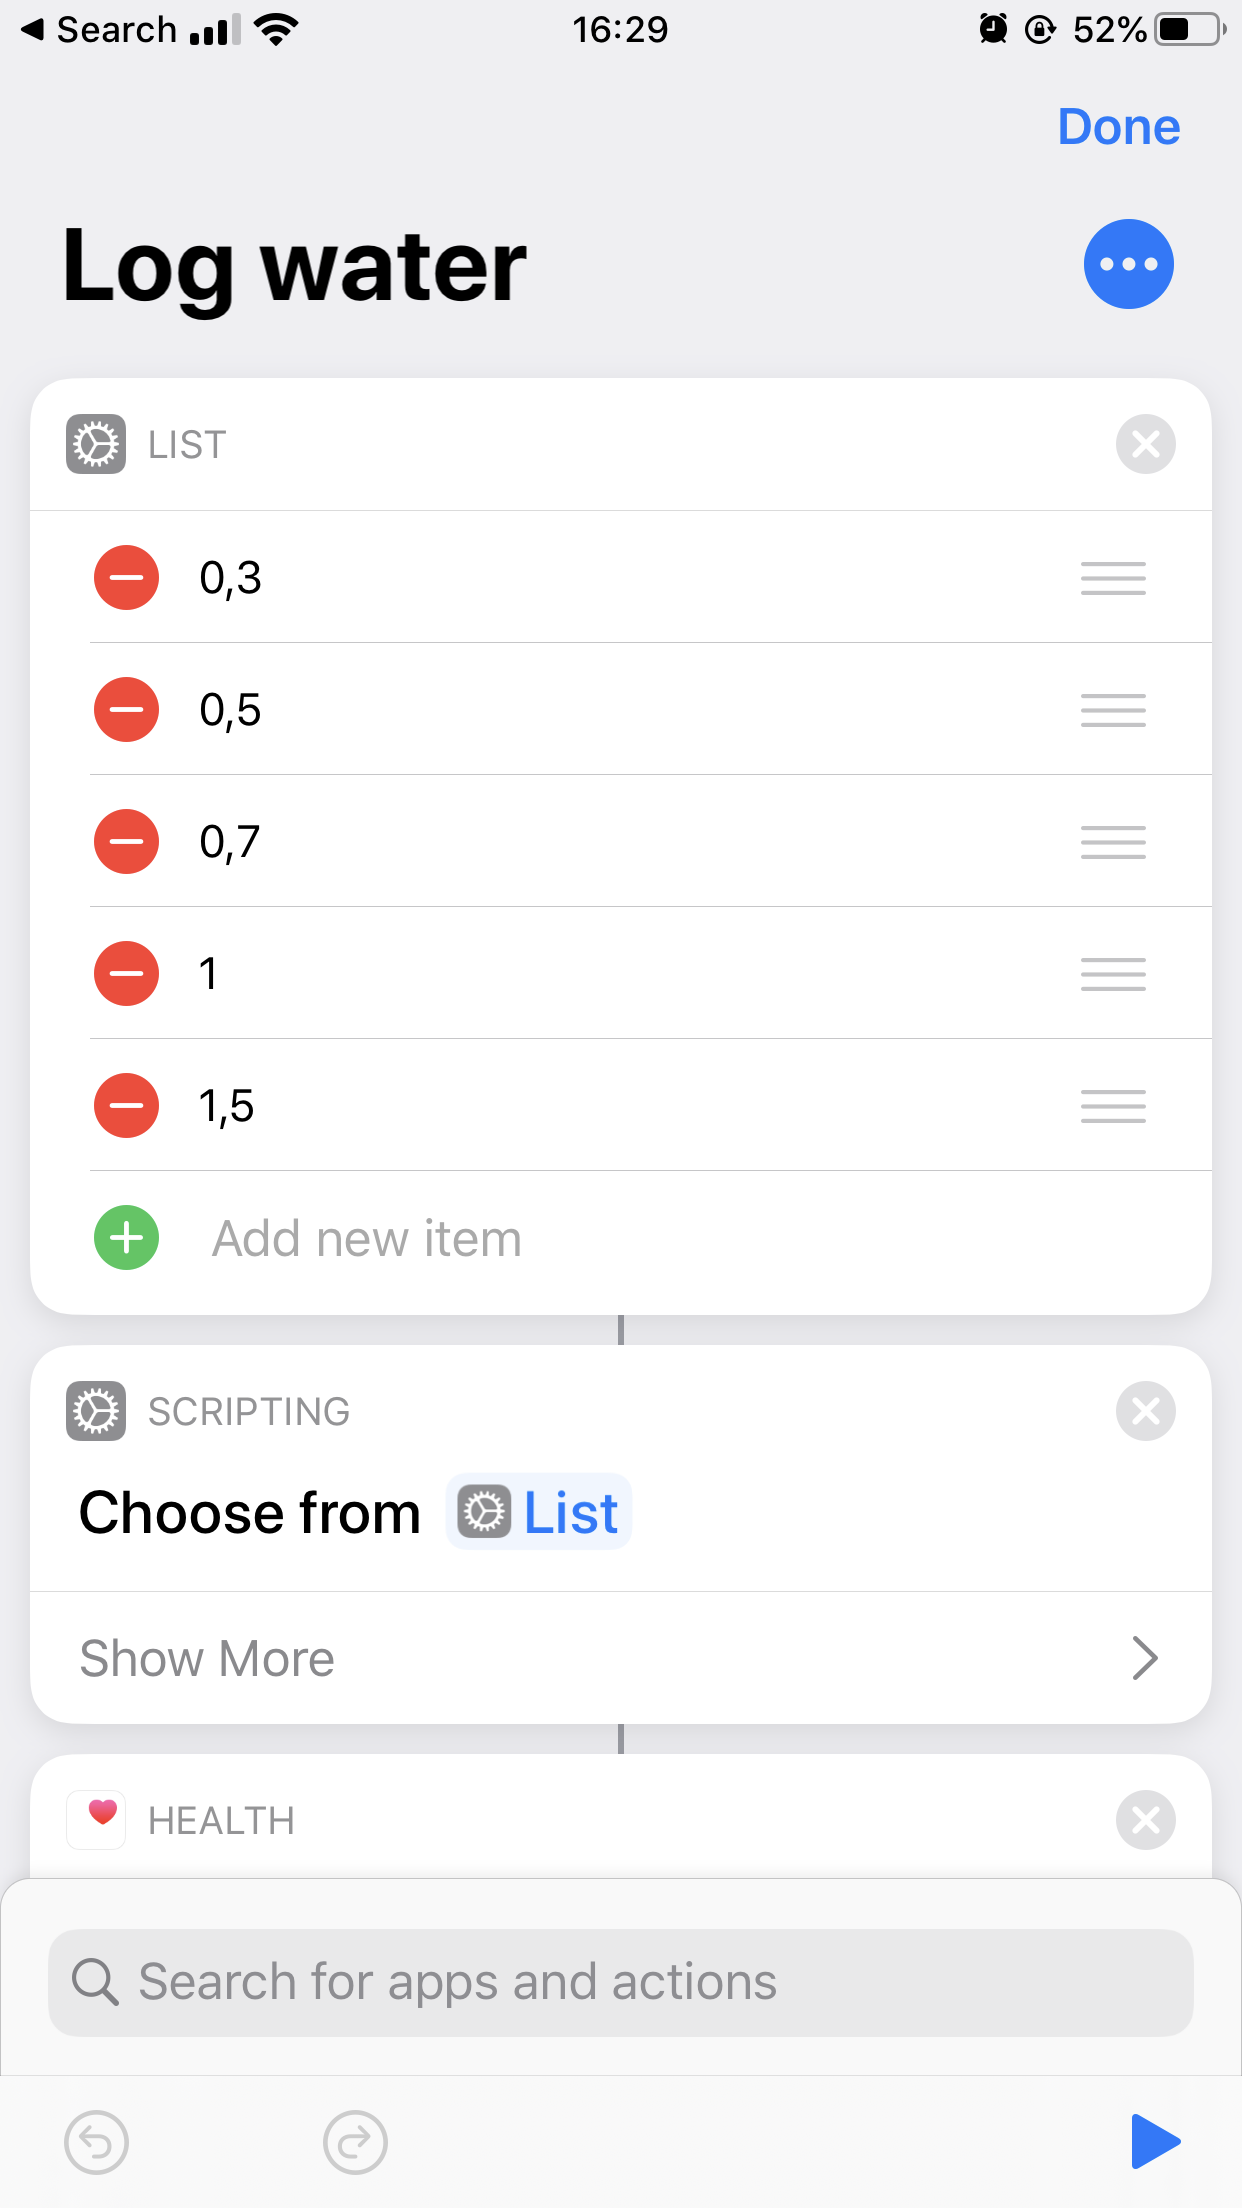 Search 16:29 52%
Done
Log water
LIST
0,3
0,5
0,7
1
1,5
Add new item
SCRIPTING
Choose from List
Show More
HEALTH
Search for apps and actions